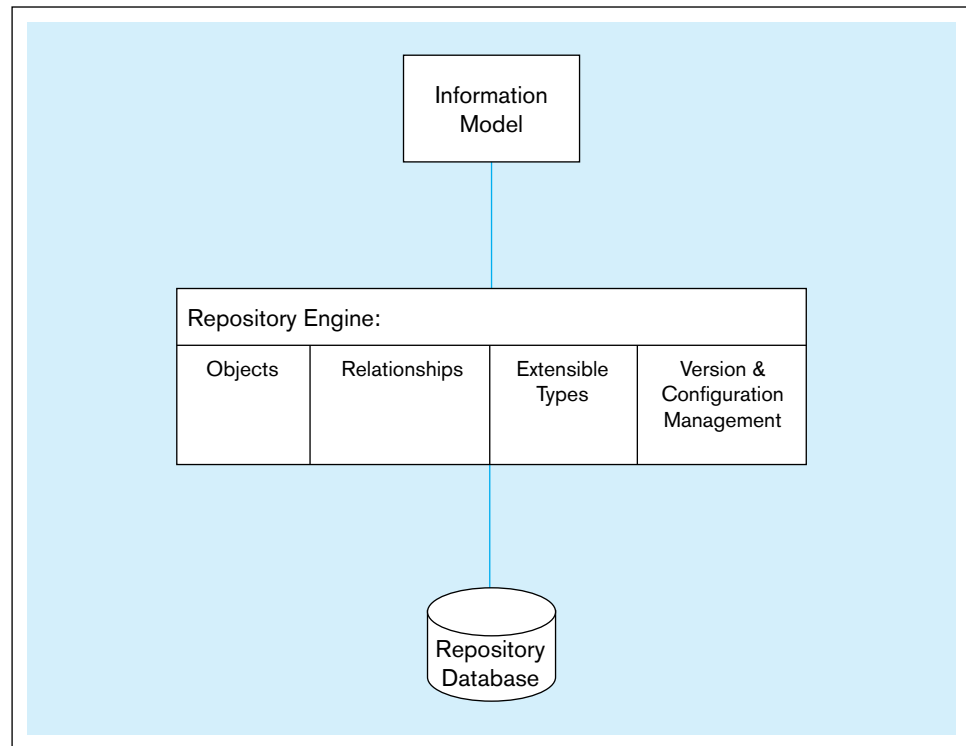 Information
Model
Repository Engine:
Objects
Relationships
Extensible
Types
Version &
Configuration
Management
Repository
Database